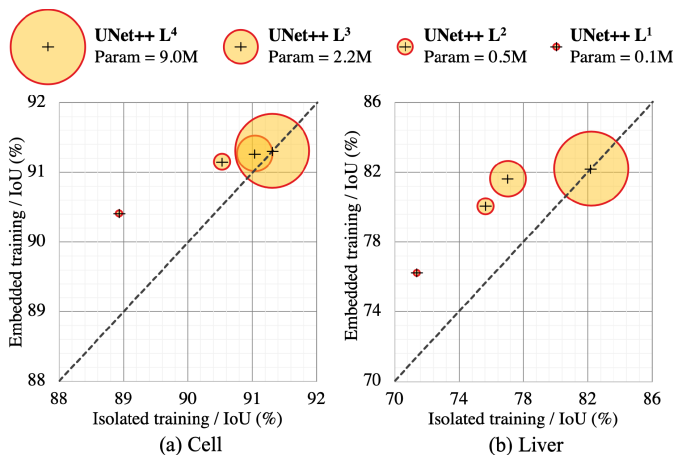 UNet++ L⁴
Param = 9.0M
UNet++ L³
Param = 2.2M
UNet++ L²
Param = 0.5M
UNet++ L¹
Param = 0.1M
Embedded training / IoU (%)
92
91
90
89
88
88 89 90 91 92
Isolated training / IoU (%)
(a) Cell
Embedded training / IoU (%)
86
82
78
74
70
70 74 78 82 86
Isolated training / IoU (%)
(b) Liver